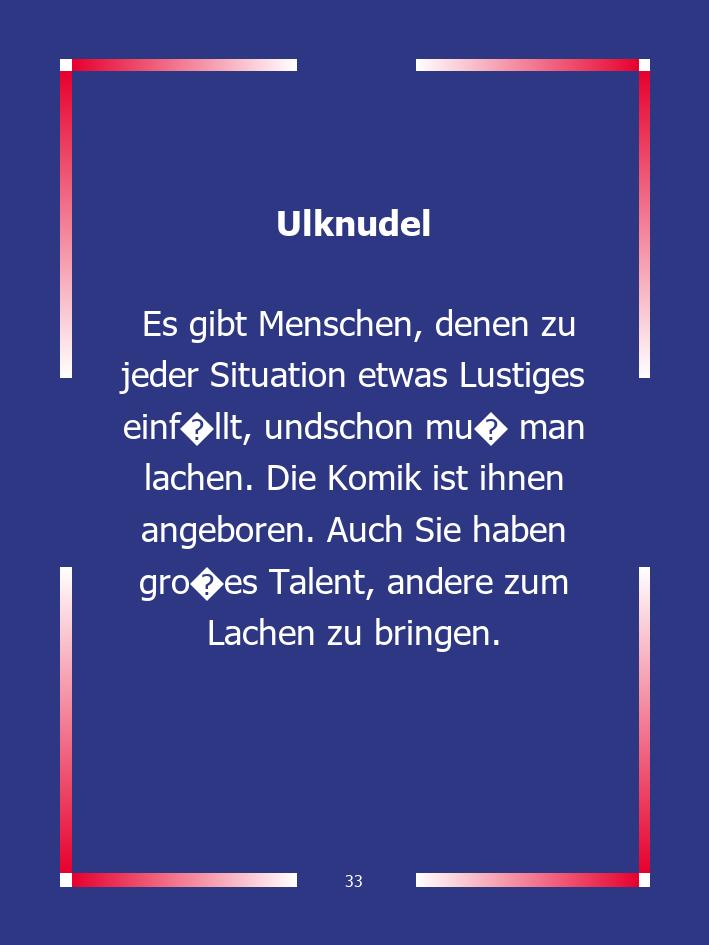 Ulknudel
Es gibt Menschen, denen zu
jeder Situation etwas Lustiges
einf�llt, undschon mu� man
lachen. Die Komik ist ihnen
angeboren. Auch Sie haben
gro�es Talent, andere zum
Lachen zu bringen.
33